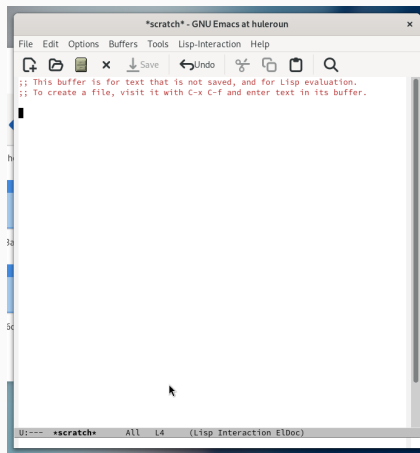 *scratch* - GNU Emacs at huleroun ×
File Edit Options Buffers Tools Lisp-Interaction Help
Save Undo
;; This buffer is for text that is not saved, and for Lisp evaluation.
;; To create a file, visit it with C-x C-f and enter text in its buffer.
U:--- *scratch* All L4 (Lisp Interaction ElDoc)